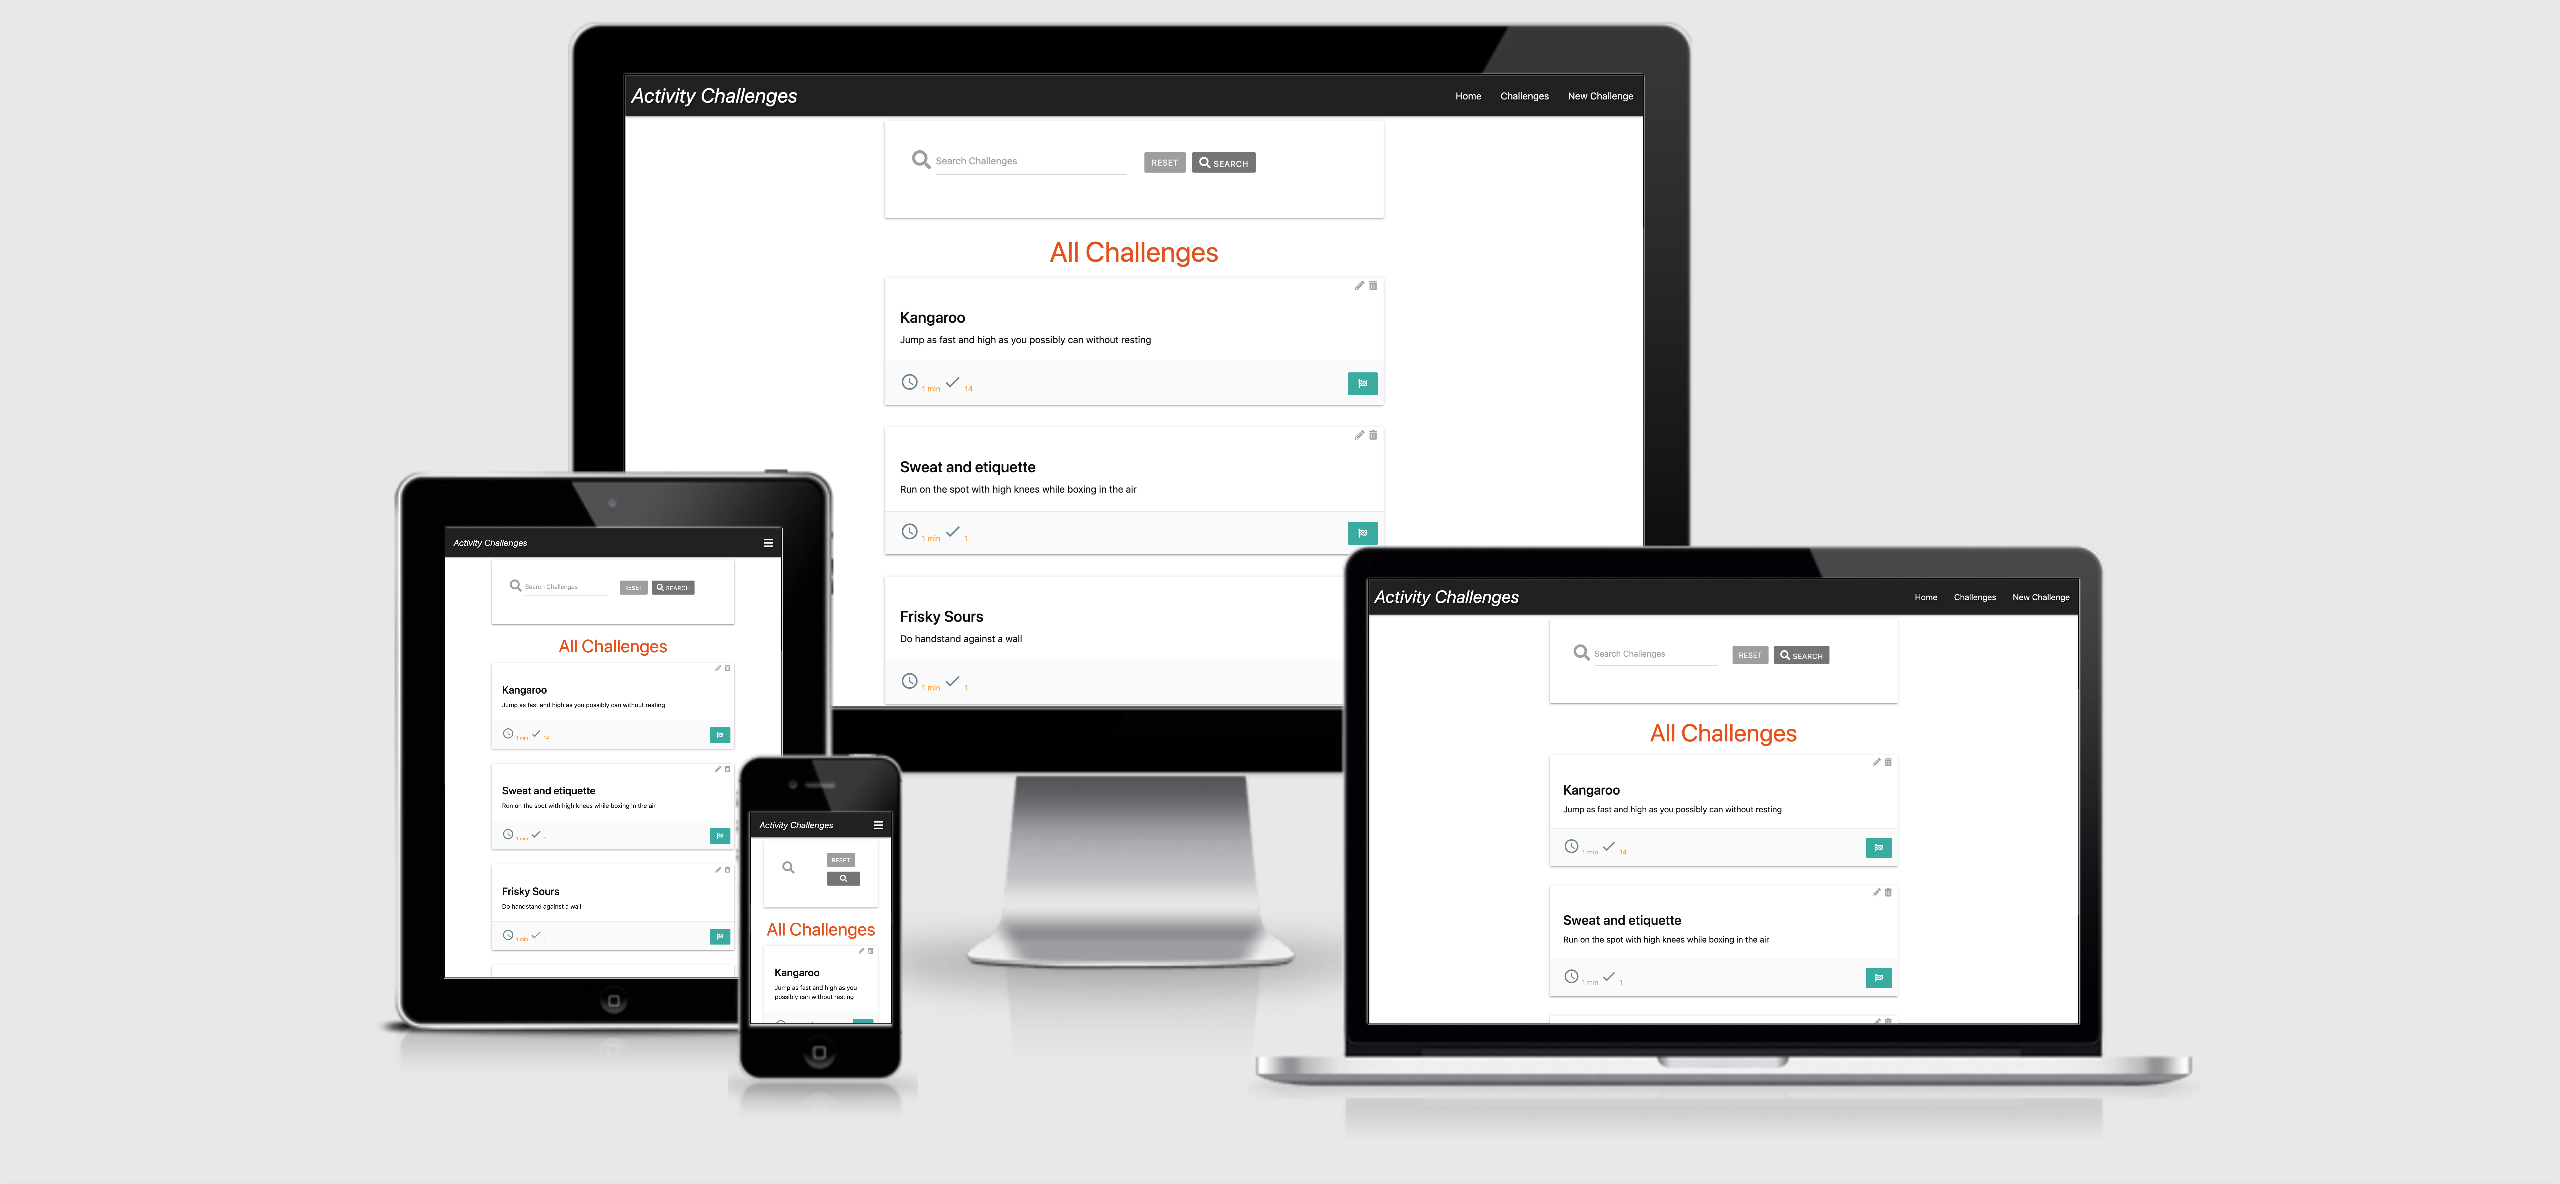 Activity Challenges
Home Challenges New Challenge
Search Challenges RESET SEARCH
All Challenges
Kangaroo
Jump as fast and high as you possibly can without resting
1 min 14
Sweat and etiquette
Run on the spot with high knees while boxing in the air
1 min 1
Frisky Sours
Do handstand against a wall
1 min 1
Activity Challenges
Search Challenges RESET SEARCH
All Challenges
Kangaroo
Jump as fast and high as you possibly can without resting
1 min 14
Sweat and etiquette
Run on the spot with high knees while boxing in the air
1 min
Frisky Sours
Do handstand against a wall
1 min
Activity Challenges
RESET
All Challenges
Kangaroo
Jump as fast and high as you
possibly can without resting
Activity Challenges
Home Challenges New Challenge
Search Challenges RESET SEARCH
All Challenges
Kangaroo
Jump as fast and high as you possibly can without resting
1 min 14
Sweat and etiquette
Run on the spot with high knees while boxing in the air
1 min 1